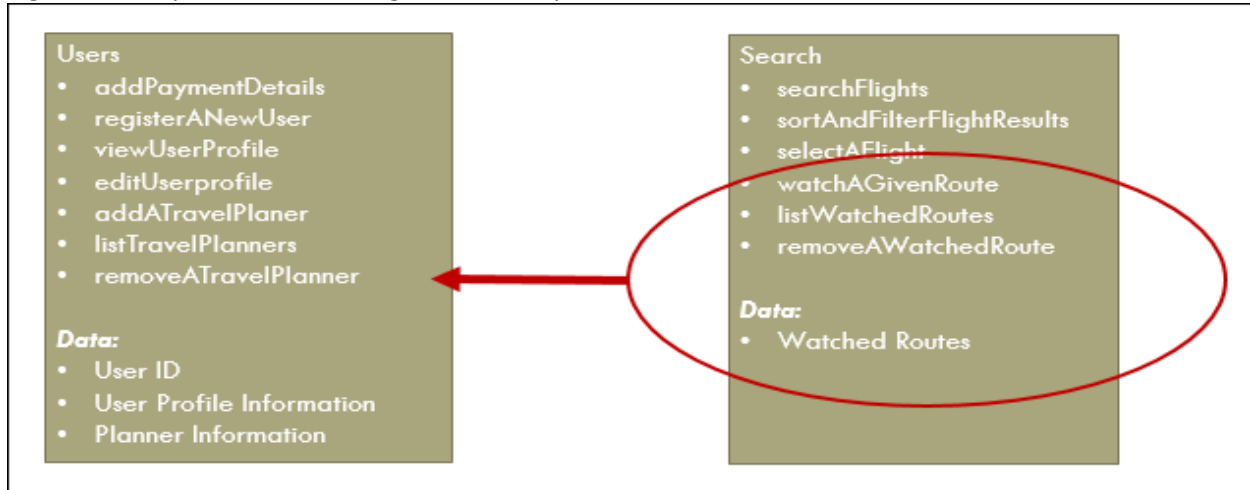 Users
• addPaymentDetails
• registerANewUser
• viewUserProfile
• editUserprofile
• addATravelPlaner
• listTravelPlanners
• removeATravelPlanner
Data:
• User ID
• User Profile Information
• Planner Information
Search
• searchFlights
• sortAndFilterFlightResults
• selectAFlight
• watchAGivenRoute
• listWatchedRoutes
• removeAWatchedRoute
Data:
• Watched Routes